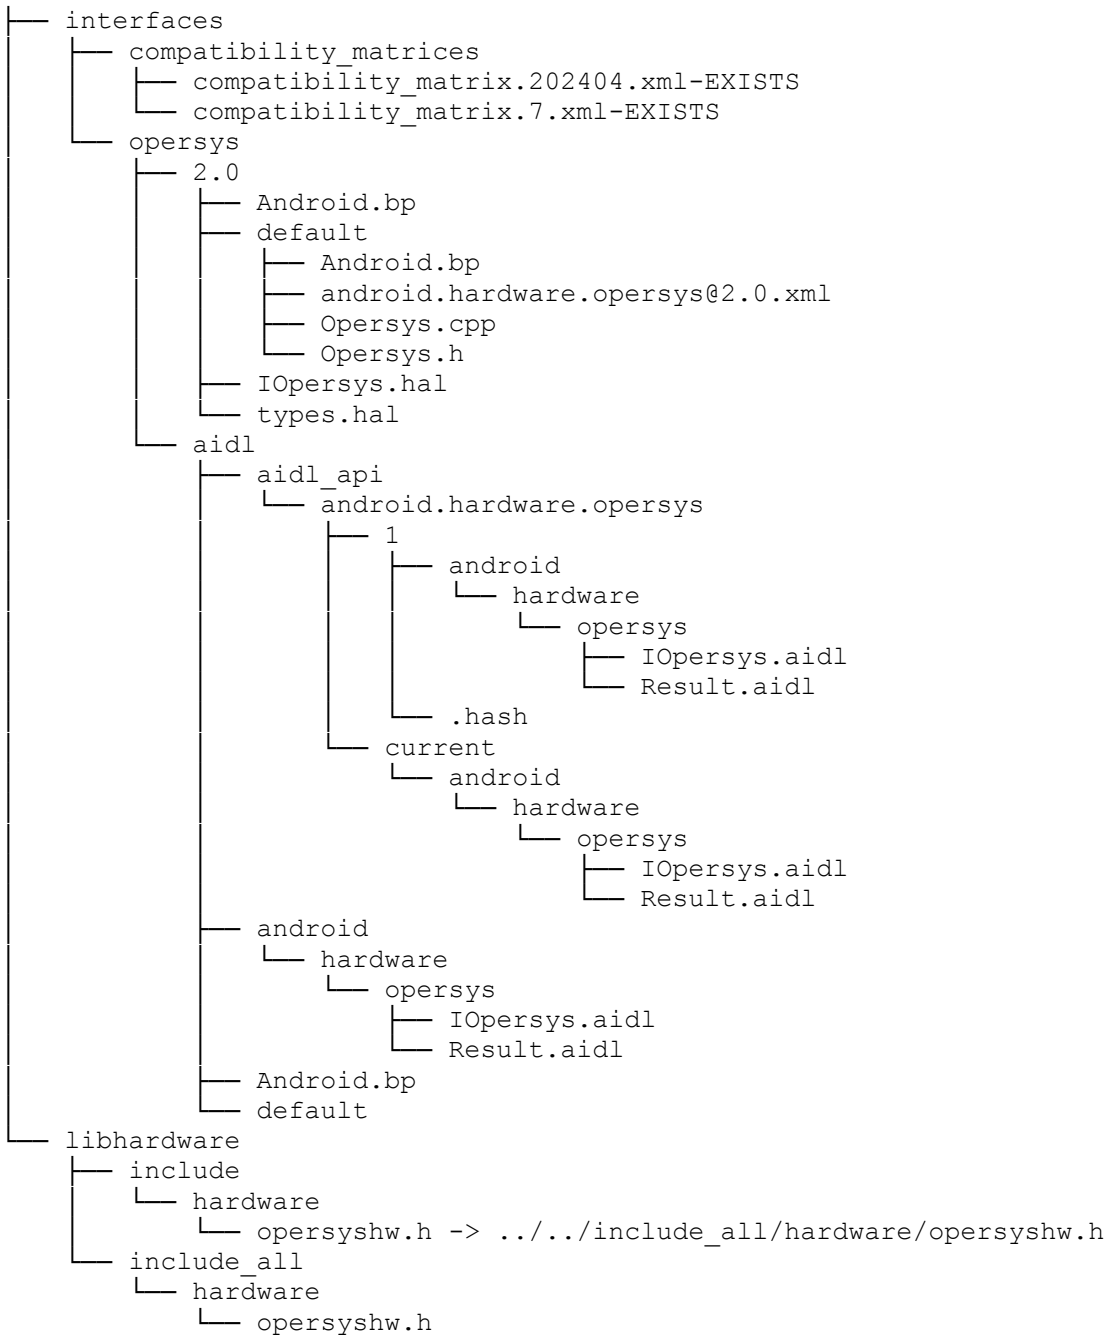 ├── interfaces
│   ├── compatibility_matrices
│   │   ├── compatibility_matrix.202404.xml-EXISTS
│   │   └── compatibility_matrix.7.xml-EXISTS
│   └── opersys
│       ├── 2.0
│       │   ├── Android.bp
│       │   ├── default
│       │   │   ├── Android.bp
│       │   │   ├── android.hardware.opersys@2.0.xml
│       │   │   ├── Opersys.cpp
│       │   │   └── Opersys.h
│       │   ├── IOpersys.hal
│       │   └── types.hal
│       └── aidl
│           ├── aidl_api
│           │   └── android.hardware.opersys
│           │       ├── 1
│           │       │   ├── android
│           │       │   │   └── hardware
│           │       │   │       └── opersys
│           │       │   │           ├── IOpersys.aidl
│           │       │   │           └── Result.aidl
│           │       │   └── .hash
│           │       └── current
│           │           └── android
│           │               └── hardware
│           │                   └── opersys
│           │                       ├── IOpersys.aidl
│           │                       └── Result.aidl
│           ├── android
│           │   └── hardware
│           │       └── opersys
│           │           ├── IOpersys.aidl
│           │           └── Result.aidl
│           ├── Android.bp
│           └── default
└── libhardware
    ├── include
    │   └── hardware
    │       └── opersyshw.h -> ../../include_all/hardware/opersyshw.h
    └── include_all
        └── hardware
            └── opersyshw.h